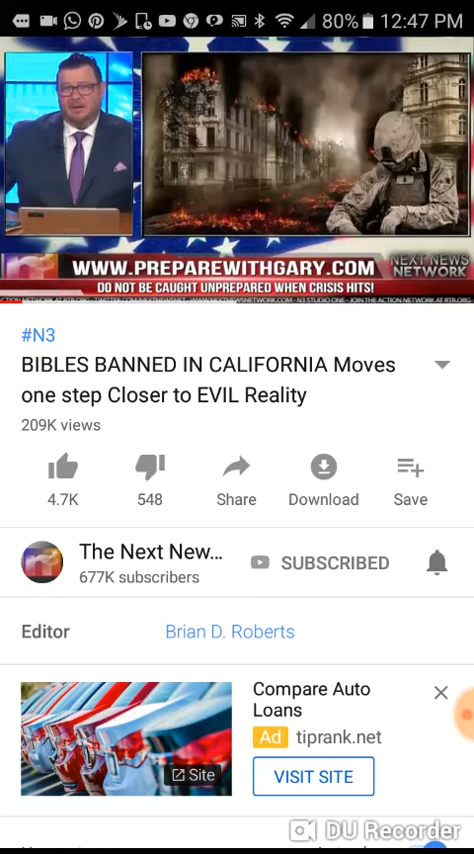 80% 12:47 PM
WWW.PREPAREWITHGARY.COM
NEXT NEWS
NETWORK
DO NOT BE CAUGHT UNPREPARED WHEN CRISIS HITS!
#N3
BIBLES BANNED IN CALIFORNIA Moves
one step Closer to EVIL Reality
209K views
4.7K 548 Share Download Save
The Next New...
SUBSCRIBED
677K subscribers
Editor Brian D. Roberts
Compare Auto
Loans
Ad tiprank.net
Site
VISIT SITE
DU Recorder